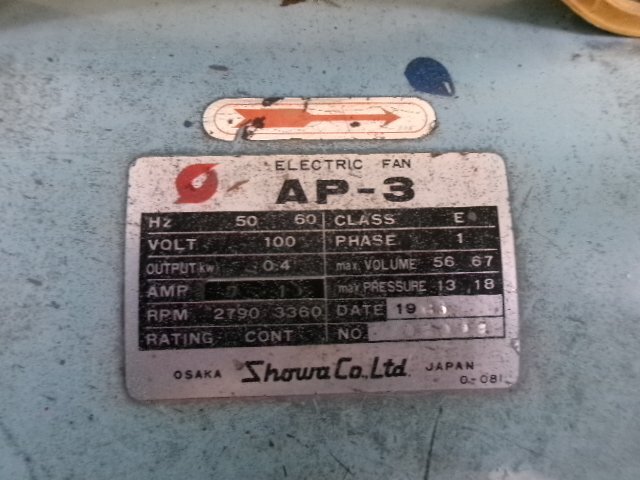 ELECTRIC FAN
AP-3
Hz 50 60 CLASS E
VOLT 100 PHASE 1
OUTPUT kw 0.4 max. VOLUME 56 67
AMP max. PRESSURE 13 18
RPM 2790 3360 DATE 19
RATING CONT NO.
OSAKA Showa Co., Ltd. JAPAN
0-081